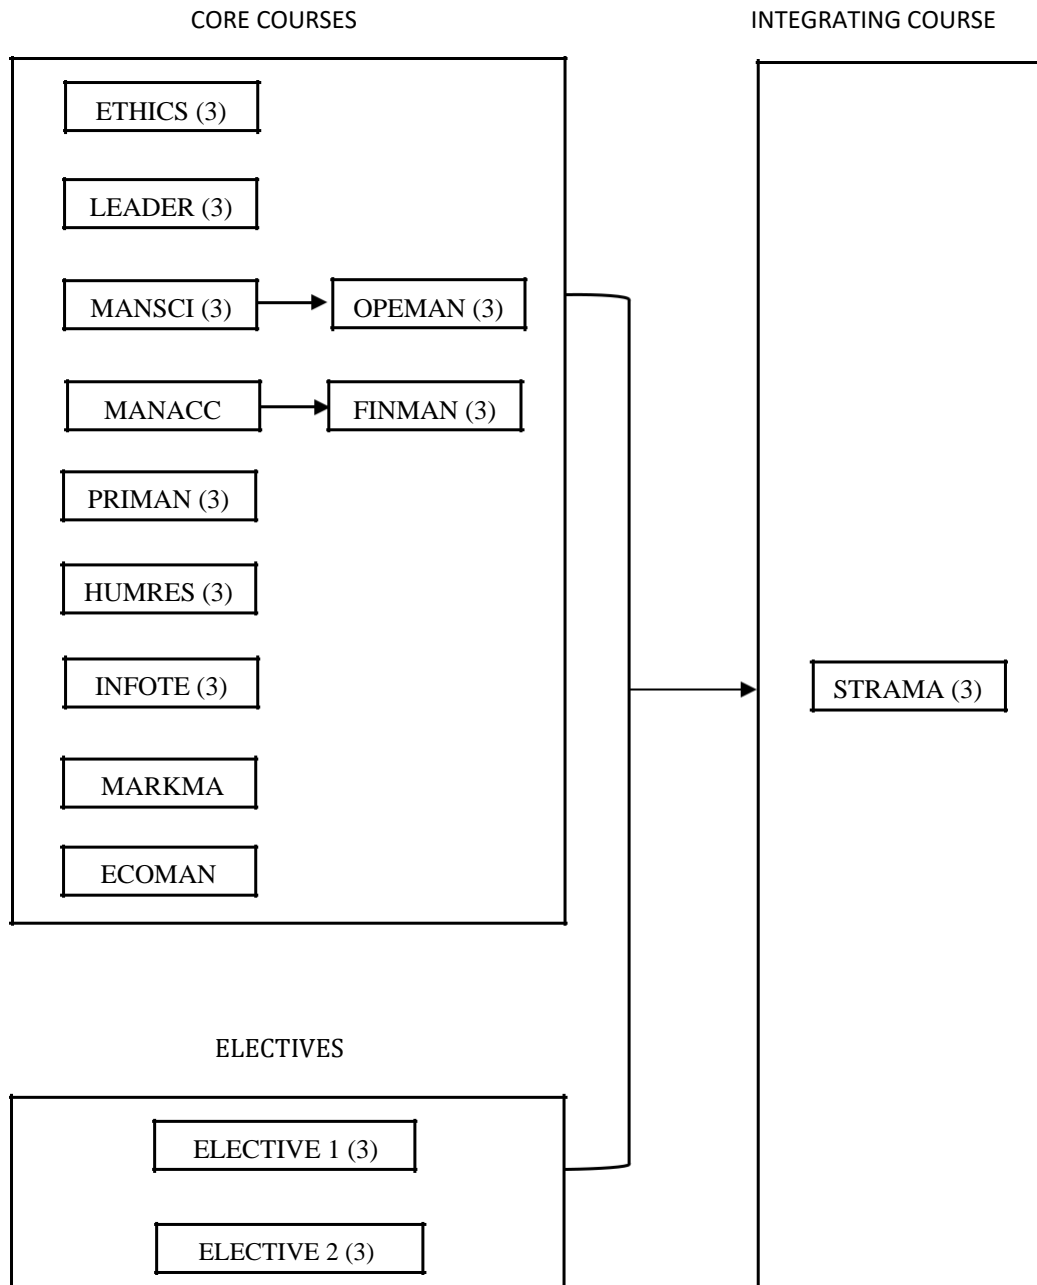 CORE COURSES
INTEGRATING COURSE
ETHICS (3)
LEADER (3)
MANSCI (3)
OPEMAN (3)
MANACC
FINMAN (3)
PRIMAN (3)
HUMRES (3)
INFOTE (3)
STRAMA (3)
MARKMA
ECOMAN
ELECTIVES
ELECTIVE 1 (3)
ELECTIVE 2 (3)